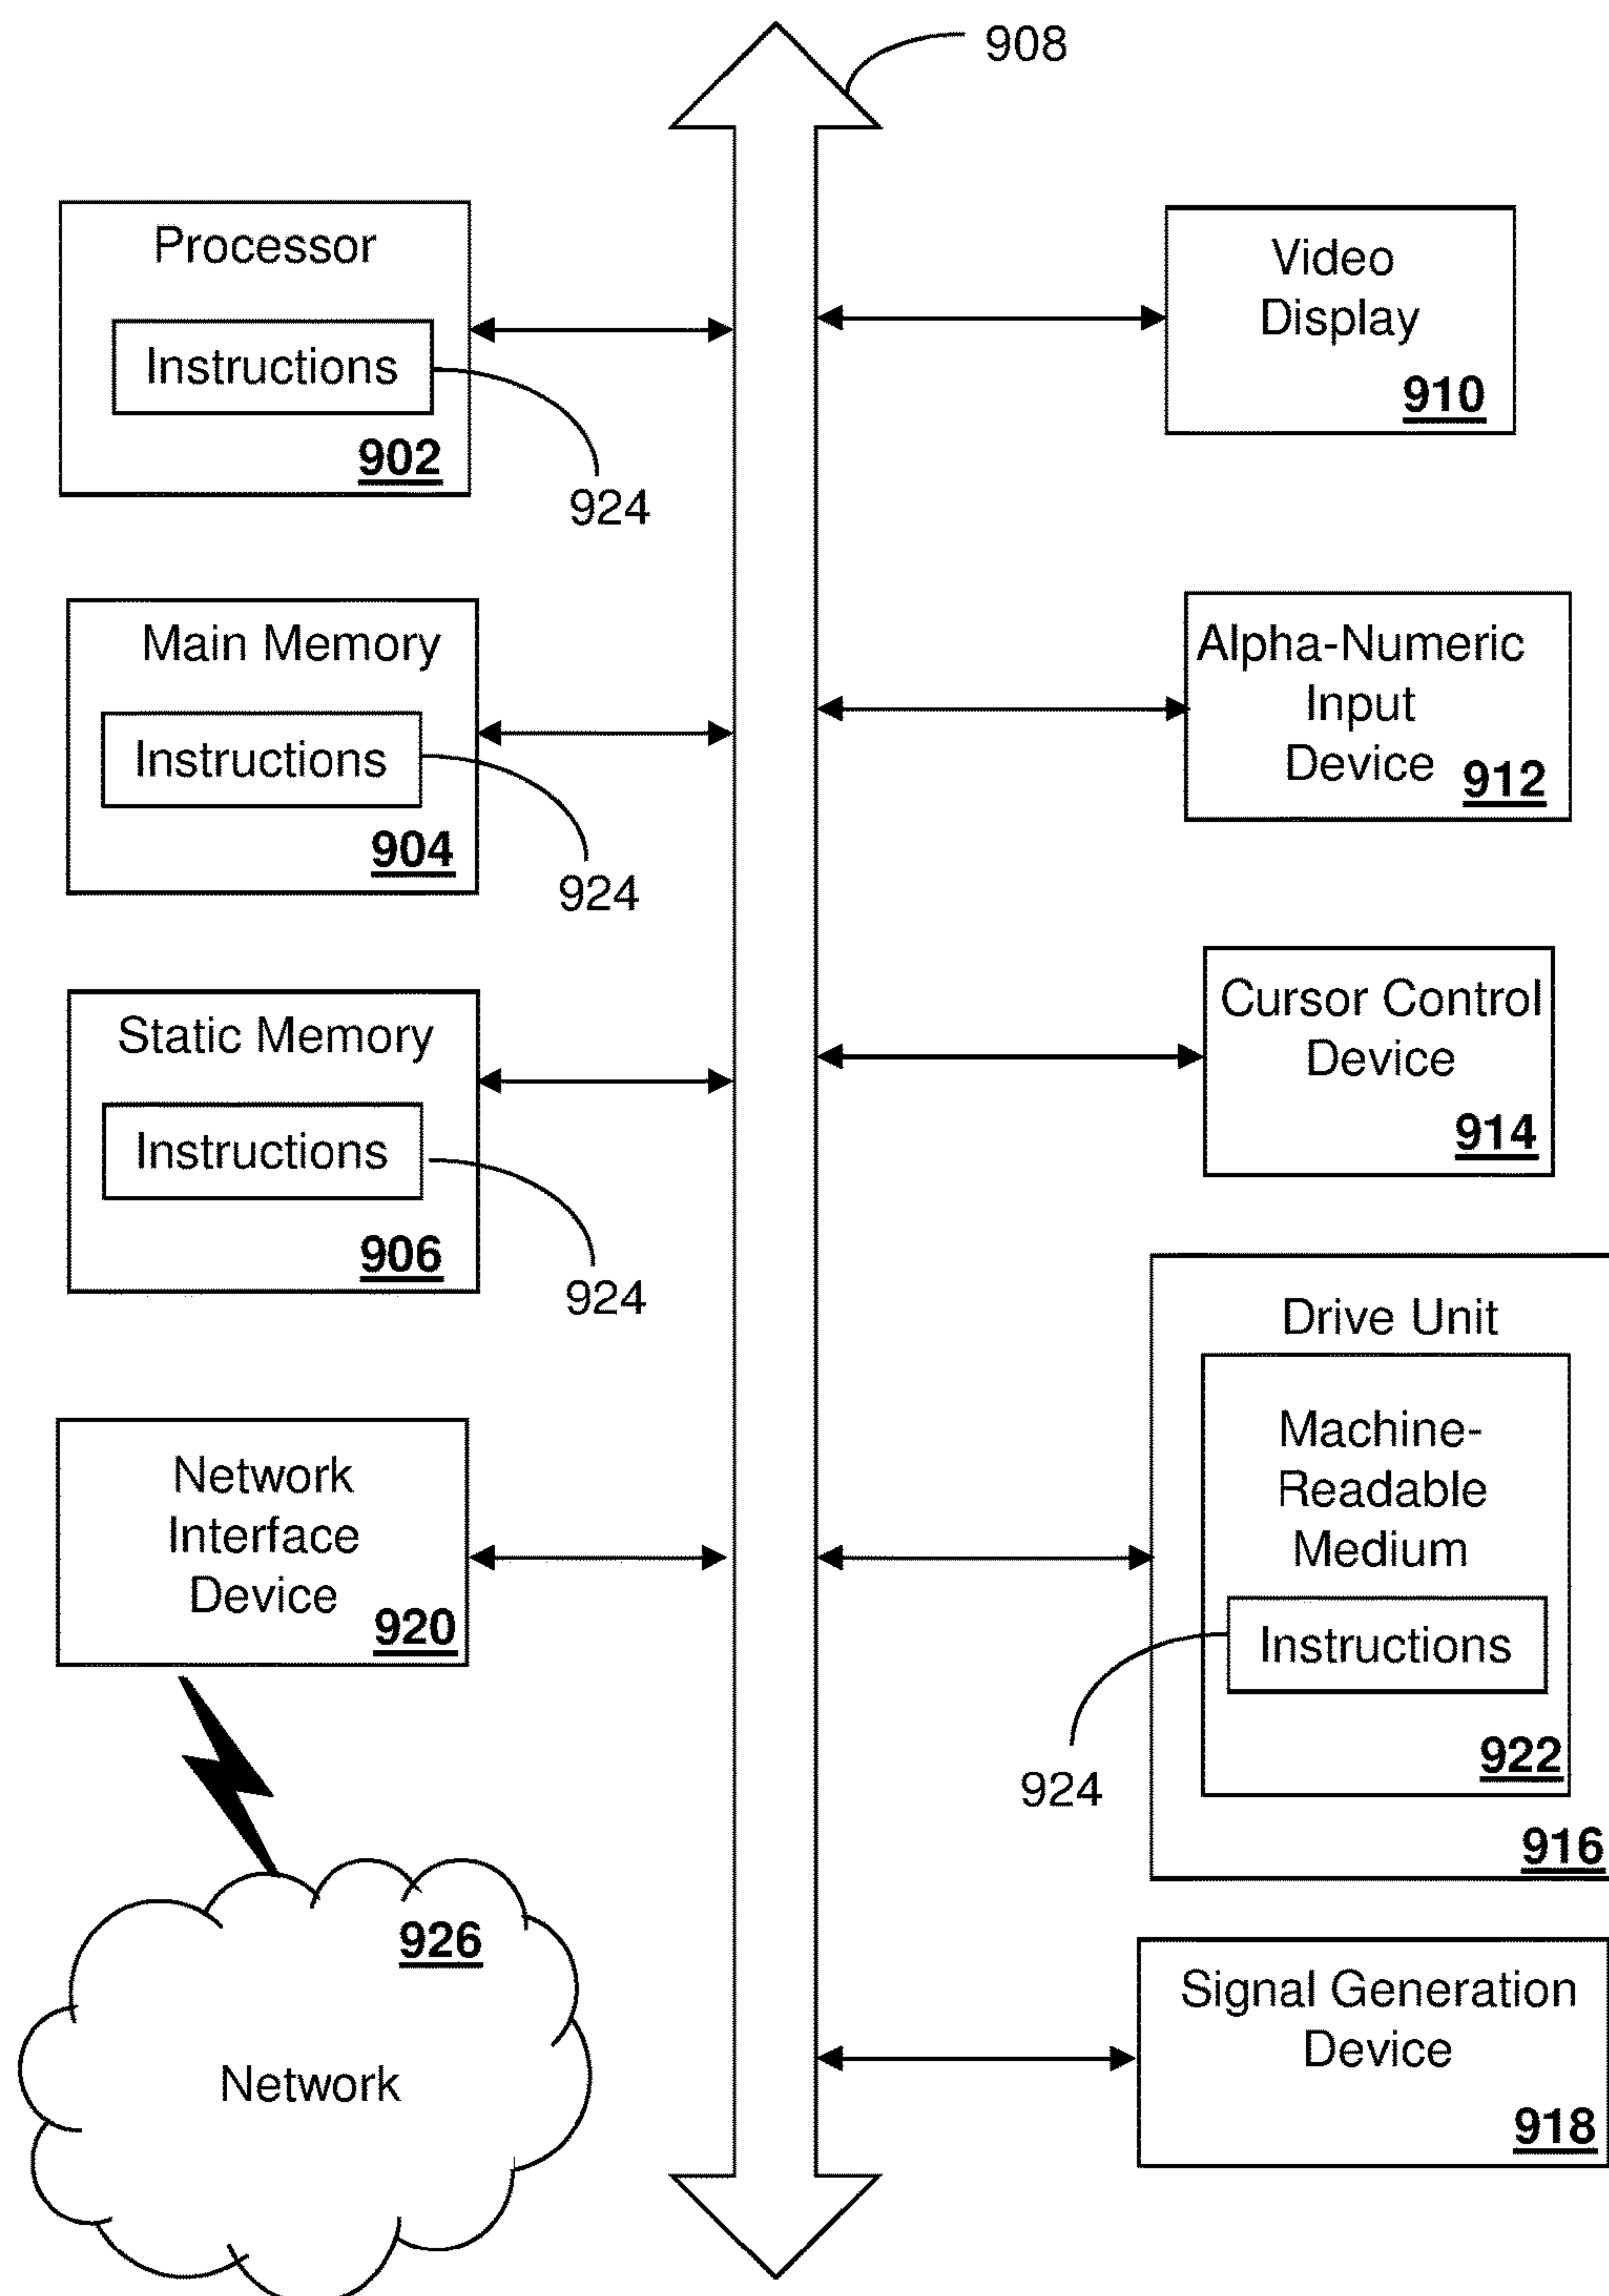 908
Processor
Instructions
902
924
Main Memory
Instructions
904
924
Static Memory
Instructions
906
924
Network
Interface
Device
920
926
Network
Video
Display
910
Alpha-Numeric
Input
Device
912
Cursor Control
Device
914
Drive Unit
Machine-
Readable
Medium
Instructions
924
922
916
Signal Generation
Device
918